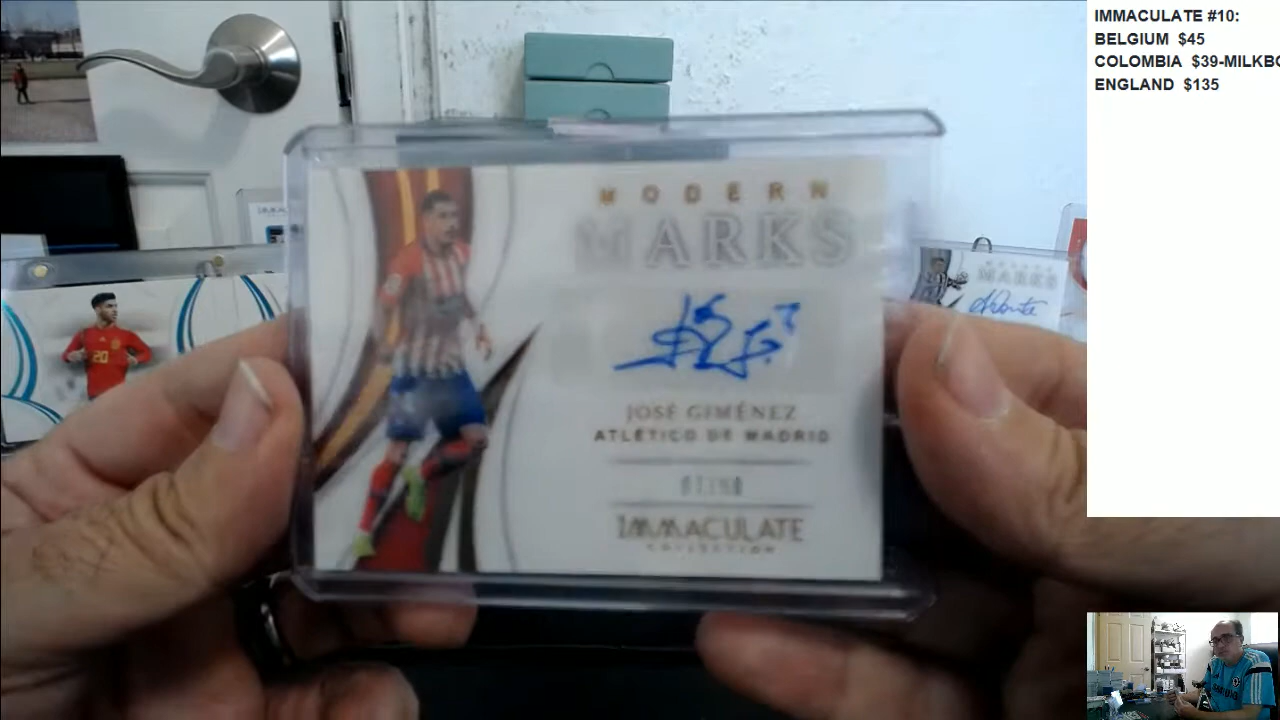 IMMACULATE #10:
BELGIUM $45
COLOMBIA $39-MILKBO
ENGLAND $135
MODERN
MARKS
JOSÉ GIMÉNEZ
ATLÉTICO DE MADRID
IMMACULATE
COLLECTION
MARKS
20